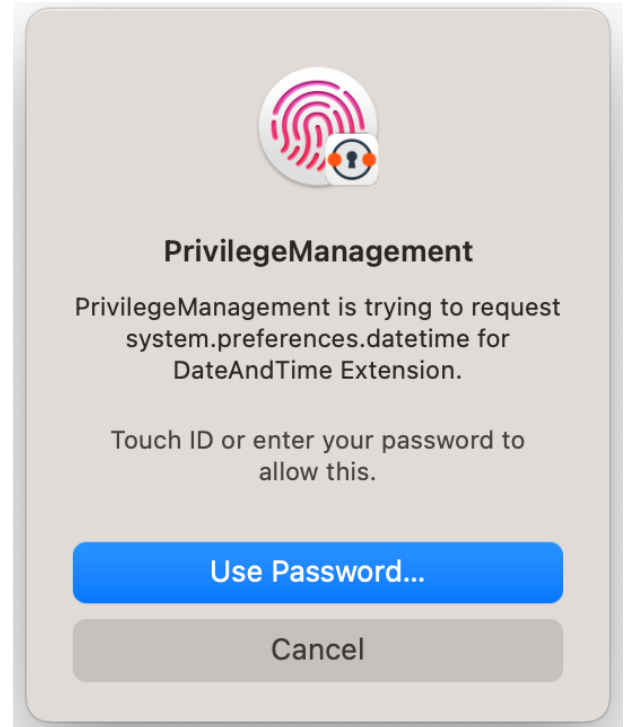 PrivilegeManagement
PrivilegeManagement is trying to request
system.preferences.datetime for
DateAndTime Extension.
Touch ID or enter your password to
allow this.
Use Password...
Cancel